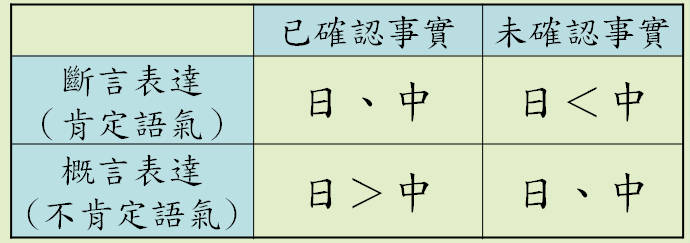 已確認事實 未確認事實
斷言表達
（肯定語氣） 日、中 日＜中
概言表達
（不肯定語氣） 日＞中 日、中